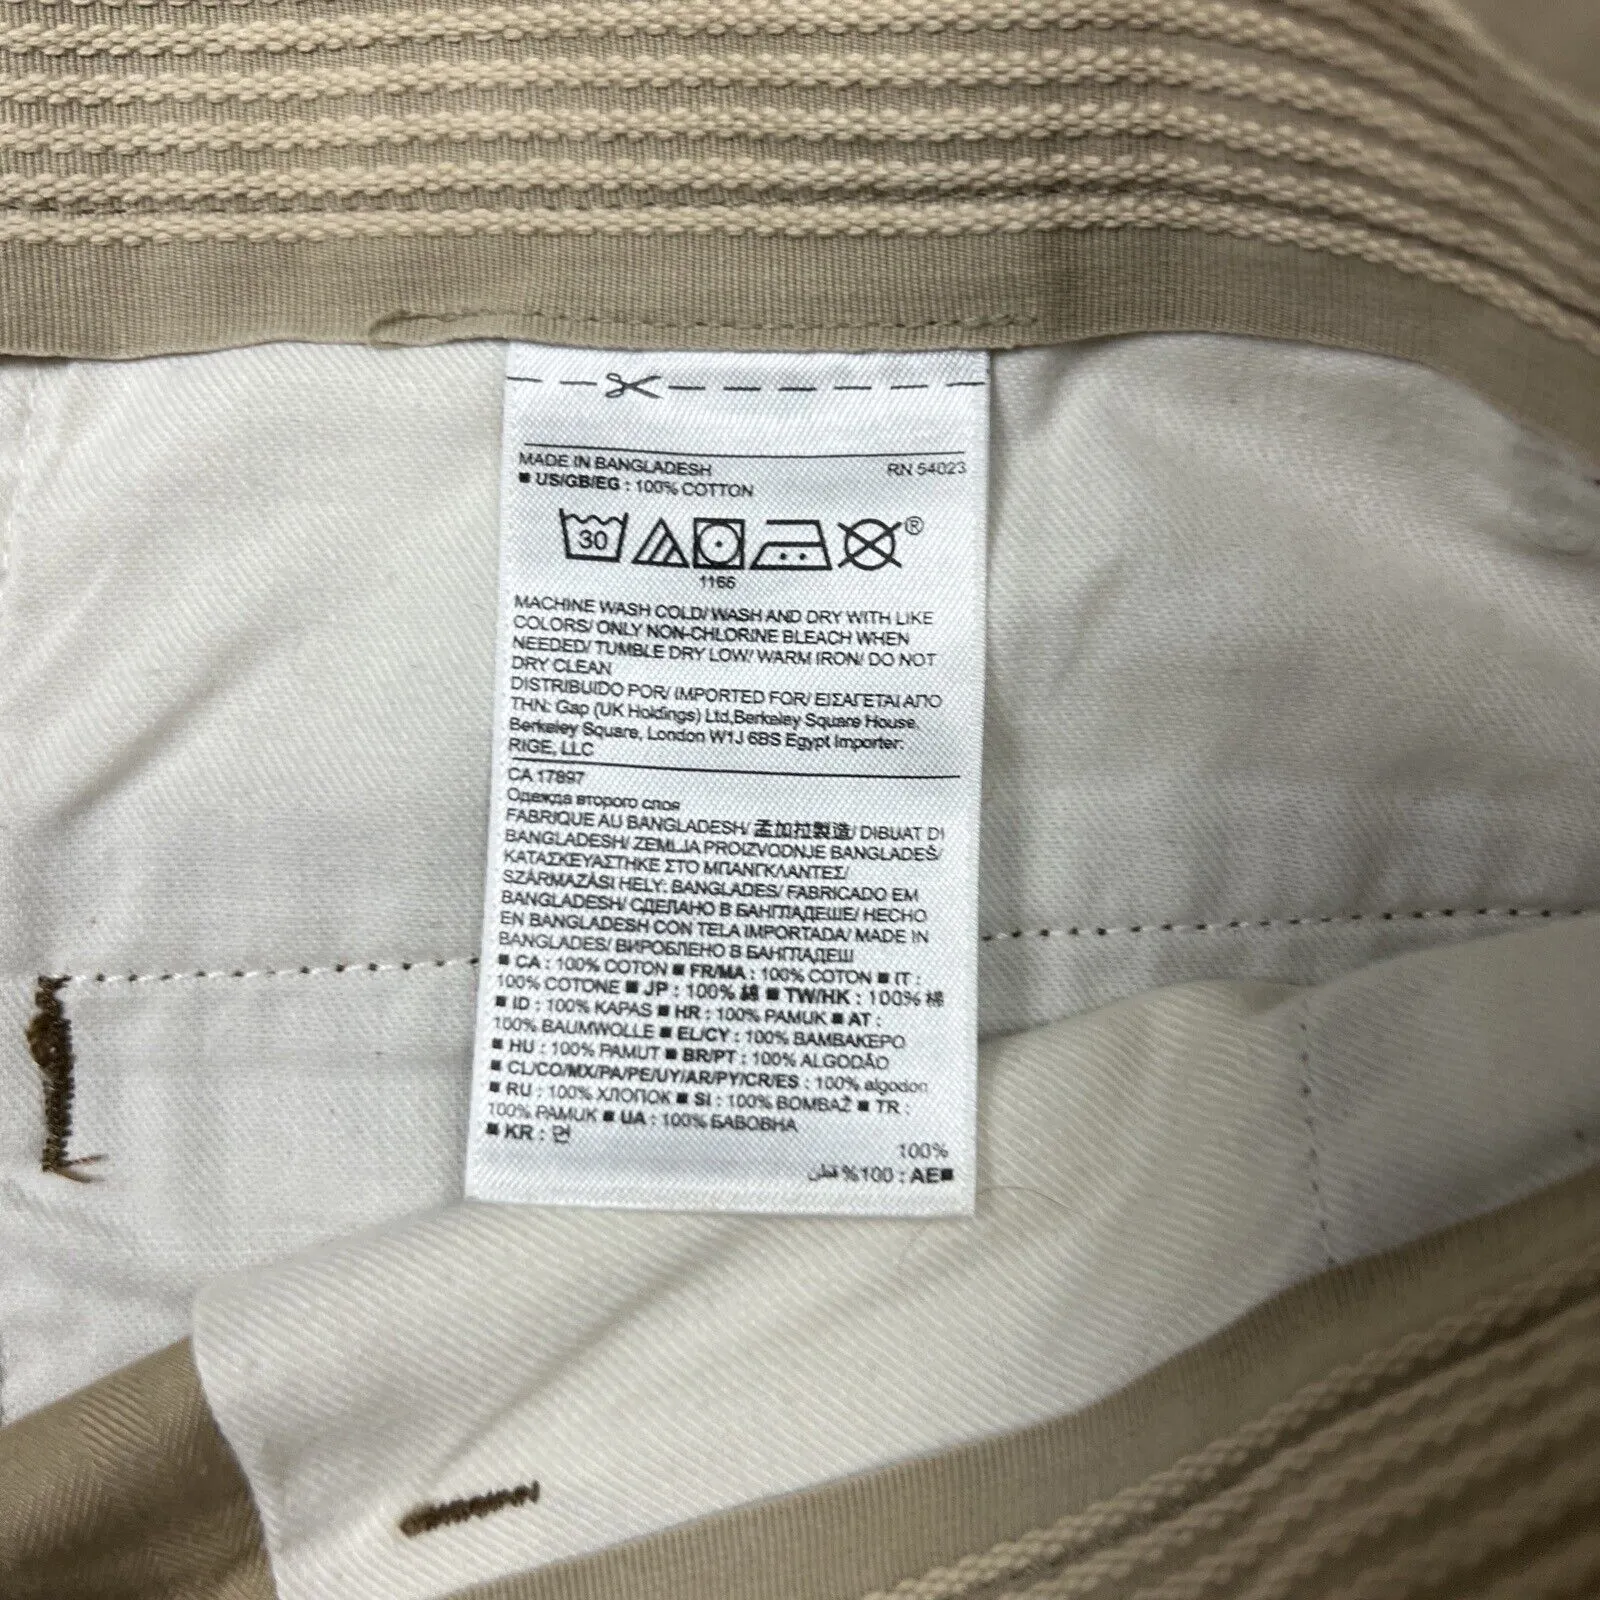 MADE IN BANGLADESH RN 54023
■ US/GB/EG : 100% COTTON
30 ®
1166
MACHINE WASH COLD/ WASH AND DRY WITH LIKE
COLORS/ ONLY NON-CHLORINE BLEACH WHEN
NEEDED/ TUMBLE DRY LOW/ WARM IRON/ DO NOT
DRY CLEAN
DISTRIBUIDO POR/ IMPORTED FOR/ ΕΙΣΑΓΕΤΑΙ ΑΠΟ
ΤΗΝ: Gap (UK Holdings) Ltd,Berkeley Square House,
Berkeley Square, London W1J 6BS Egypt Importer:
RIGE, LLC
CA 17897
Одежда второго слоя
FABRIQUE AU BANGLADESH/ 孟加拉製造/ DIBUAT DI
BANGLADESH/ ZEMLJA PROIZVODNJE BANGLADEŠ/
ΚΑΤΑΣΚΕΥΑΣΤΗΚΕ ΣΤΟ ΜΠΑΝΓΚΛΑΝΤΕΣ/
SZÁRMAZÁSI HELY: BANGLADES/ FABRICADO EM
BANGLADESH/ СДЕЛАНО В БАНГЛАДЕШЕ/ HECHO
EN BANGLADESH CON TELA IMPORTADA/ MADE IN
BANGLADES/ ВИРОБЛЕНО В БАНГЛАДЕШ
■ CA : 100% COTON ■ FR/MA : 100% COTON ■ IT :
100% COTONE ■ JP : 100% 綿 ■ TW/HK : 100% 棉
■ ID : 100% KAPAS ■ HR : 100% PAMUK ■ AT :
100% BAUMWOLLE ■ EL/CY : 100% ΒΑΜΒΑΚΕΡΟ
■ HU : 100% PAMUT ■ BR/PT : 100% ALGODÃO
■ CL/CO/MX/PA/PE/UY/AR/PY/CR/ES : 100% algodon
■ RU : 100% ХЛОПОК ■ SI : 100% BOMBAŽ ■ TR :
100% PAMUK ■ UA : 100% БАВОВНА
■ KR : 면
100%
■AE : 100% قطن